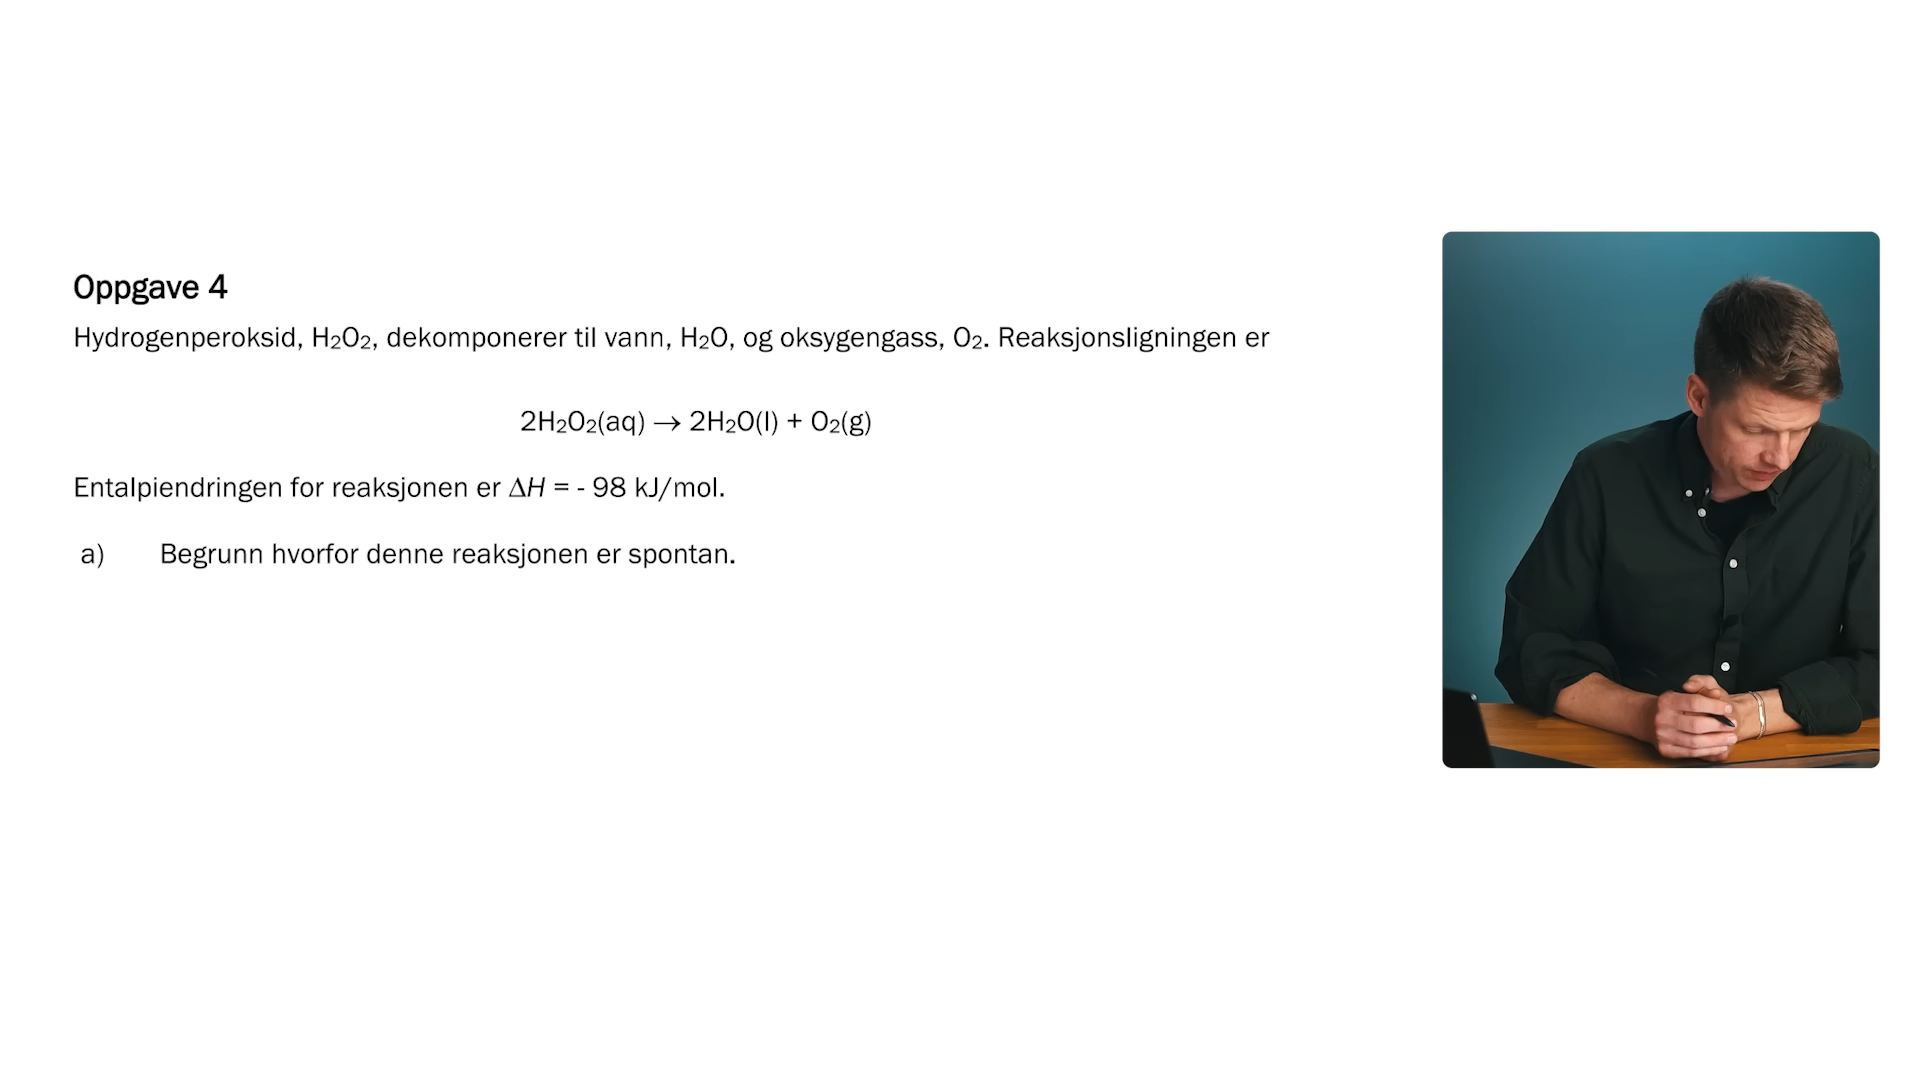 Oppgave 4
Hydrogenperoksid, H₂O₂, dekomponerer til vann, H₂O, og oksygengass, O₂. Reaksjonsligningen er
2H₂O₂(aq) → 2H₂O(l) + O₂(g)
Entalpiendringen for reaksjonen er ΔH = - 98 kJ/mol.
a) Begrunn hvorfor denne reaksjonen er spontan.